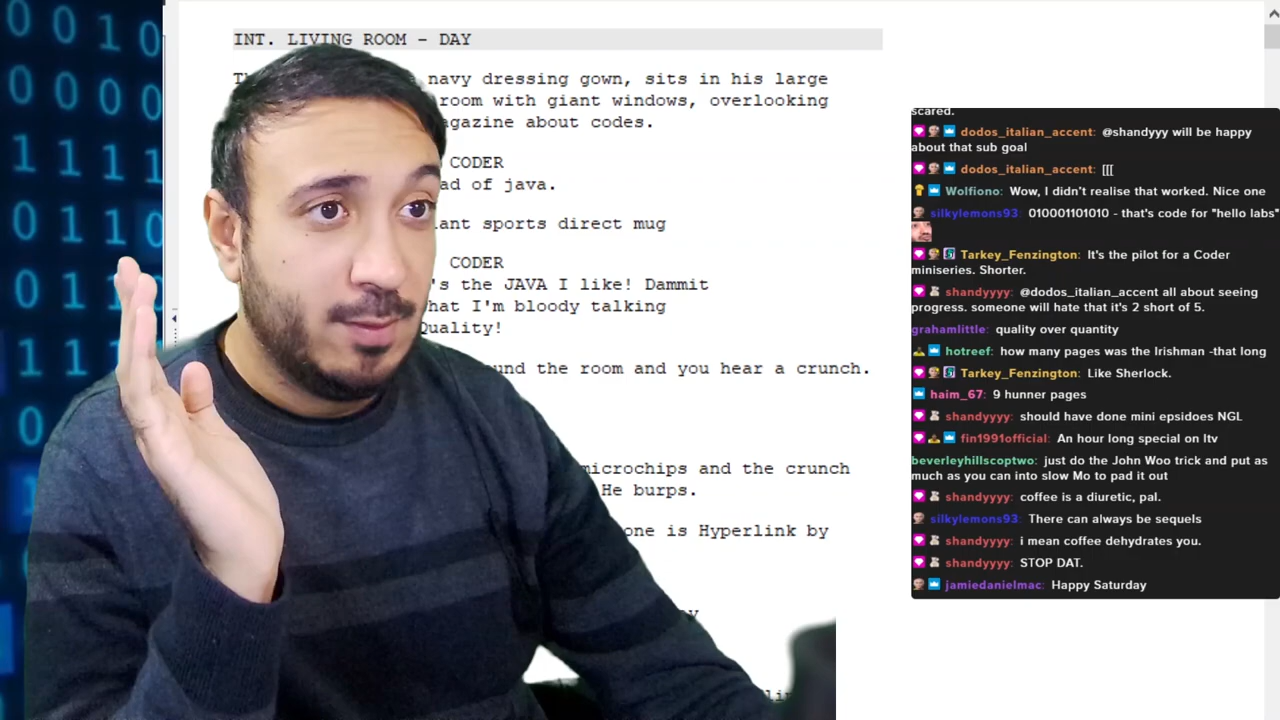 INT. LIVING ROOM - DAY
navy dressing gown, sits in his large
room with giant windows, overlooking
about codes.
CODER
of java.
sports direct mug
CODER
the JAVA I like! Dammit
I'm bloody talking
Quality!
the room and you hear a crunch.
microchips and the crunch
He burps.
is Hyperlink by
scared.
dodos_italian_accent: @shandyyy will be happy
about that sub goal
dodos_italian_accent: [[[
Wolfiono: Wow, I didn't realise that worked. Nice one
silkylemons93: 010001101010 - that's code for "hello labs"
Tarkey_Fenzington: It's the pilot for a Coder
miniseries. Shorter.
shandyyyy: @dodos_italian_accent all about seeing
progress. someone will hate that it's 2 short of 5.
grahamlittle: quality over quantity
hotreef: how many pages was the Irishman -that long
Tarkey_Fenzington: Like Sherlock.
haim_67: 9 hunner pages
shandyyyy: should have done mini epsidoes NGL
fin1991official: An hour long special on Itv
beverleyhillscoptwo: just do the John Woo trick and put as
much as you can into slow Mo to pad it out
shandyyyy: coffee is a diuretic, pal.
silkylemons93: There can always be sequels
shandyyyy: i mean coffee dehydrates you.
shandyyyy: STOP DAT.
jamiedanielmac: Happy Saturday